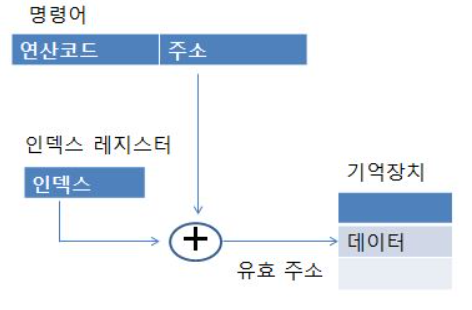 명령어
연산코드 주소
인덱스 레지스터
인덱스
기억장치
+
데이터
유효 주소